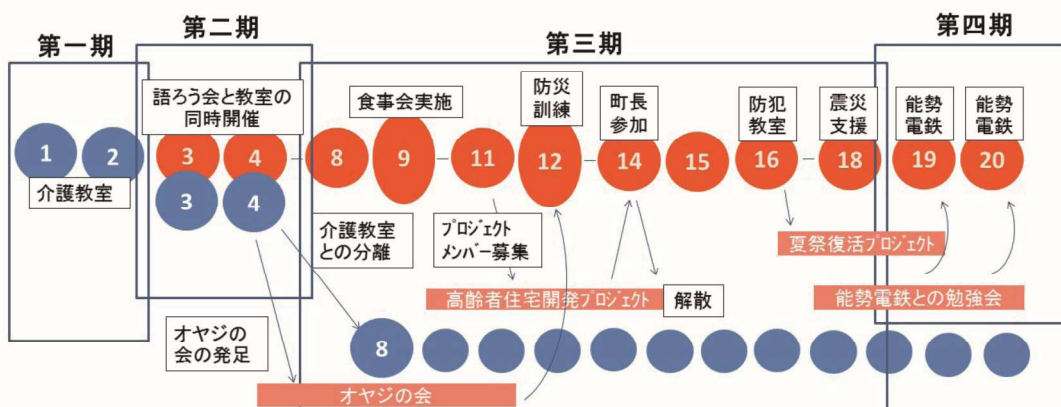 第一期
第二期
第三期
第四期
語ろう会と教室の
同時開催
食事会実施
防災
訓練
町長
参加
防犯
教室
震災
支援
能勢
電鉄
能勢
電鉄
1
2
3
4
8
9
11
12
14
15
16
18
19
20
介護教室
3
4
介護教室
との分離
プロジェクト
メンバー募集
夏祭復活プロジェクト
高齢者住宅開発プロジェクト
解散
能勢電鉄との勉強会
オヤジの
会の発足
8
オヤジの会